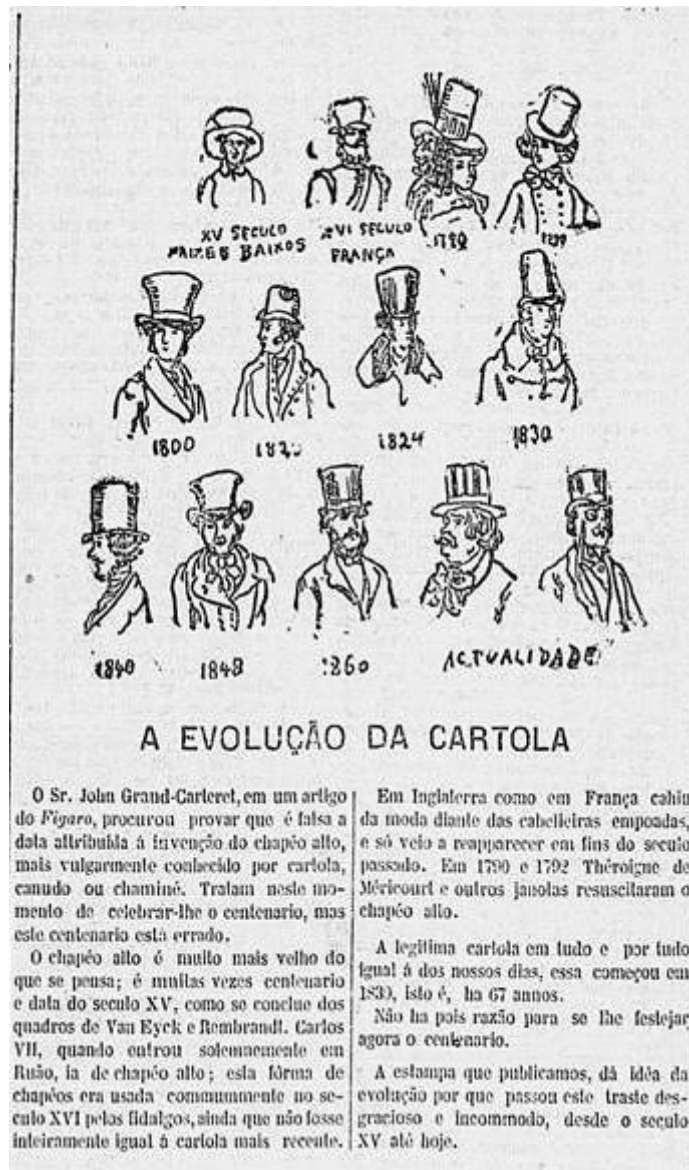 XV SECULO
PAIZES BAIXOS
XVI SECULO
FRANÇA
1790
1799
1800
1820
1824
1830
1840
1848
1860
ACTUALIDADE
A EVOLUÇÃO DA CARTOLA
O Sr. John Grand-Carteret, em um artigo
do Figaro, procurou provar que é falsa a
data attribuida á invenção do chapéo alto,
mais vulgarmente conhecido por cartola,
canudo ou chaminé. Tratam neste mo-
mento de celebrar-lhe o centenario, mas
este centenario está errado.
O chapéo alto é muito mais velho do
que se pensa; é muitas vezes centenario
e data do seculo XV, como se conclue dos
quadros de Van Eyck e Rembrandt. Carlos
VII, quando entrou solemnemente em
Ruão, ia de chapéo alto; esta fórma de
chapéos era usada communmente no se-
culo XVI pelos fidalgos, ainda que não fosse
inteiramente igual á cartola mais recente.
Em Inglaterra como em França cahiu
da moda diante das cabelleiras empoadas,
e só veio a reapparecer em fins do seculo
passado. Em 1790 e 1792 Théroigne de
Méricourt e outros janotas resuscitaram o
chapéo alto.
A legitima cartola em tudo e por tudo
igual á dos nossos dias, essa começou em
1830, isto é, ha 67 annos.
Não ha pois razão para se lhe festejar
agora o centenario.
A estampa que publicamos, dá idéa da
evolução por que passou este traste des-
gracioso e incommodo, desde o seculo
XV até hoje.